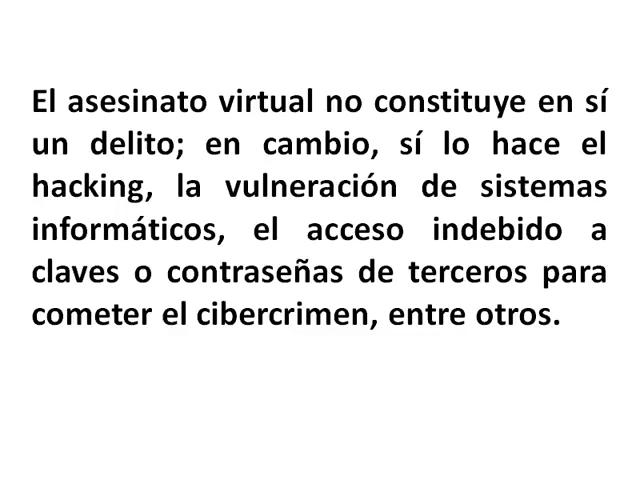 El asesinato virtual no constituye en sí
un delito; en cambio, sí lo hace el
hacking, la vulneración de sistemas
informáticos, el acceso indebido a
claves o contraseñas de terceros para
cometer el cibercrimen, entre otros.